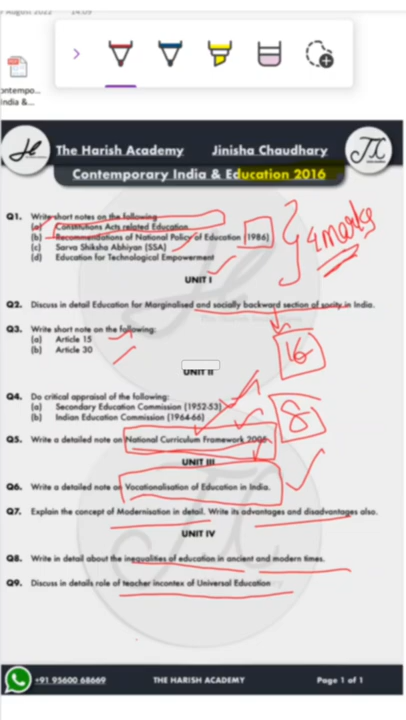 August 2022 14:09
ontempo...
India &...
The Harish Academy Jinisha Chaudhary
Contemporary India & Education 2016
Q1. Write short notes on the following
(a) Constitutions Acts related Education
(b) Recommendations of National Policy of Education (1986)
(c) Sarva Shiksha Abhiyan (SSA)
(d) Education for Technological Empowerment
4 marks
UNIT I
Q2. Discuss in detail Education for Marginalised and socially backward section of sority in India.
Q3. Write short note on the following:
(a) Article 15
(b) Article 30
16
UNIT II
Q4. Do critical appraisal of the following:
(a) Secondary Education Commission (1952-53)
(b) Indian Education Commission (1964-66)
8
Q5. Write a detailed note on National Curriculum Framework 2005
UNIT III
Q6. Write a detailed note on Vocationalisation of Education in India.
Q7. Explain the concept of Modernisation in detail. Write its advantages and disadvantages also.
UNIT IV
Q8. Write in detail about the inequalities of education in ancient and modern times.
Q9. Discuss in details role of teacher incontex of Universal Education
+91 95600 68669 THE HARISH ACADEMY Page 1 of 1